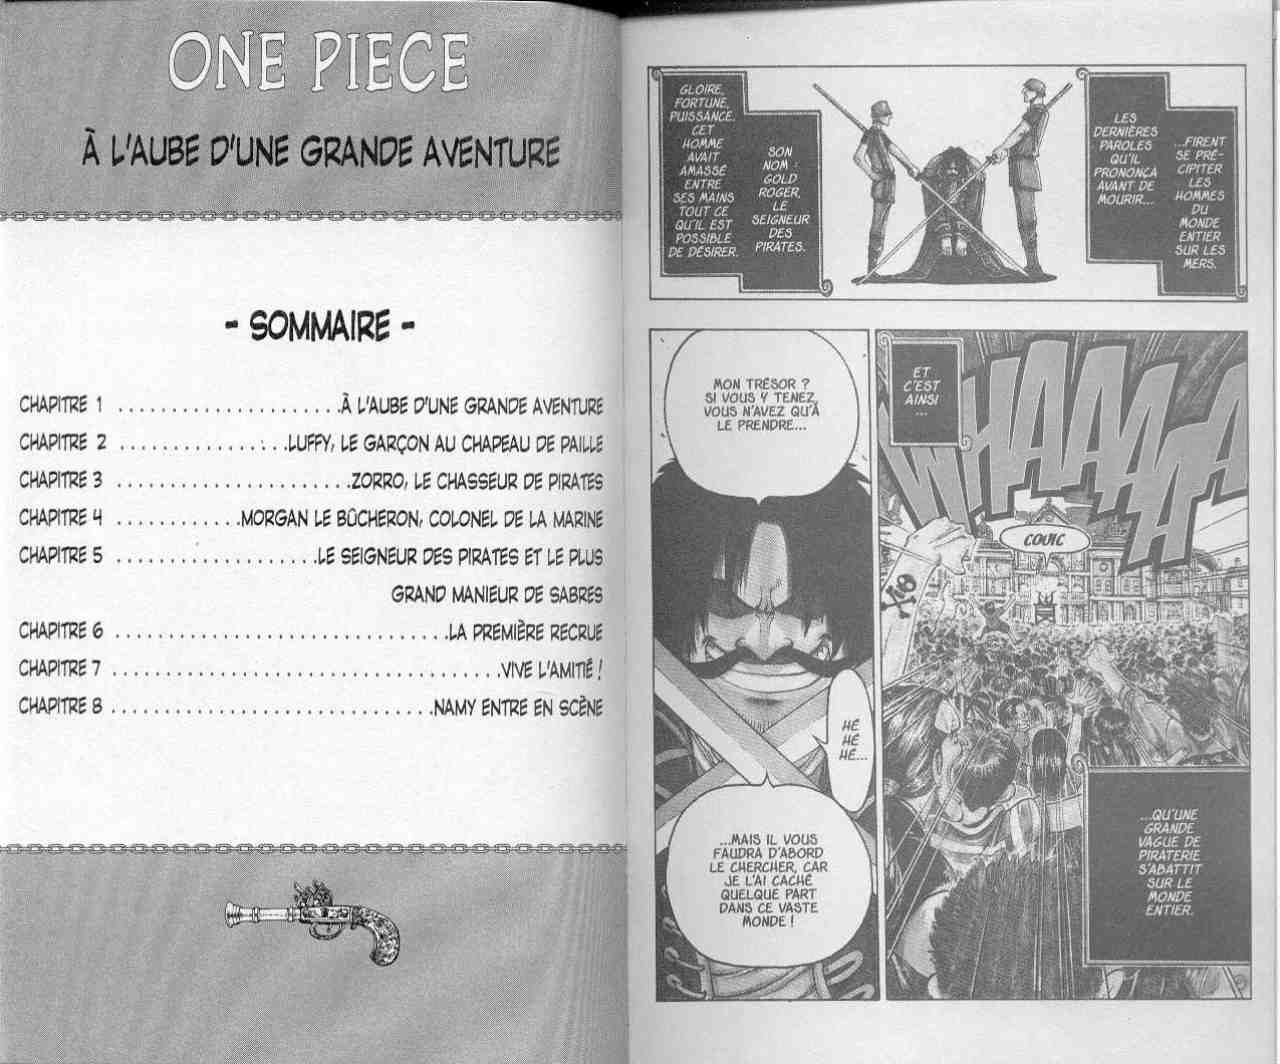 ONE PIECE
À L'AUBE D'UNE GRANDE AVENTURE
- SOMMAIRE -
CHAPITRE 1 ......................À L'AUBE D'UNE GRANDE AVENTURE
CHAPITRE 2 ................LUFFY, LE GARÇON AU CHAPEAU DE PAILLE
CHAPITRE 3 ......................ZORRO, LE CHASSEUR DE PIRATES
CHAPITRE 4 ............MORGAN LE BÛCHERON, COLONEL DE LA MARINE
CHAPITRE 5 ...................LE SEIGNEUR DES PIRATES ET LE PLUS
GRAND MANIEUR DE SABRES
CHAPITRE 6 ................................LA PREMIÈRE RECRUE
CHAPITRE 7 .....................................VIVE L'AMITIÉ !
CHAPITRE 8 ...............................NAMY ENTRE EN SCÈNE
GLOIRE,
FORTUNE,
PUISSANCE.
CET
HOMME
AVAIT
AMASSÉ
ENTRE
SES MAINS
TOUT CE
QU'IL EST
POSSIBLE
DE DÉSIRER.
SON
NOM :
GOLD
ROGER,
LE
SEIGNEUR
DES
PIRATES.
LES
DERNIÈRES
PAROLES
QU'IL
PRONONÇA
AVANT DE
MOURIR...
...FIRENT
SE PRÉ-
CIPITER
LES
HOMMES
DU
MONDE
ENTIER
SUR LES
MERS.
MON TRÉSOR ?
SI VOUS Y TENEZ,
VOUS N'AVEZ QU'À
LE PRENDRE...
HÉ
HÉ
HÉ...
...MAIS IL VOUS
FAUDRA D'ABORD
LE CHERCHER, CAR
JE L'AI CACHÉ
QUELQUE PART
DANS CE VASTE
MONDE !
ET
C'EST
AINSI
...
WHAAAAA
COUIC
...QU'UNE
GRANDE
VAGUE DE
PIRATERIE
S'ABATTIT
SUR LE
MONDE
ENTIER.